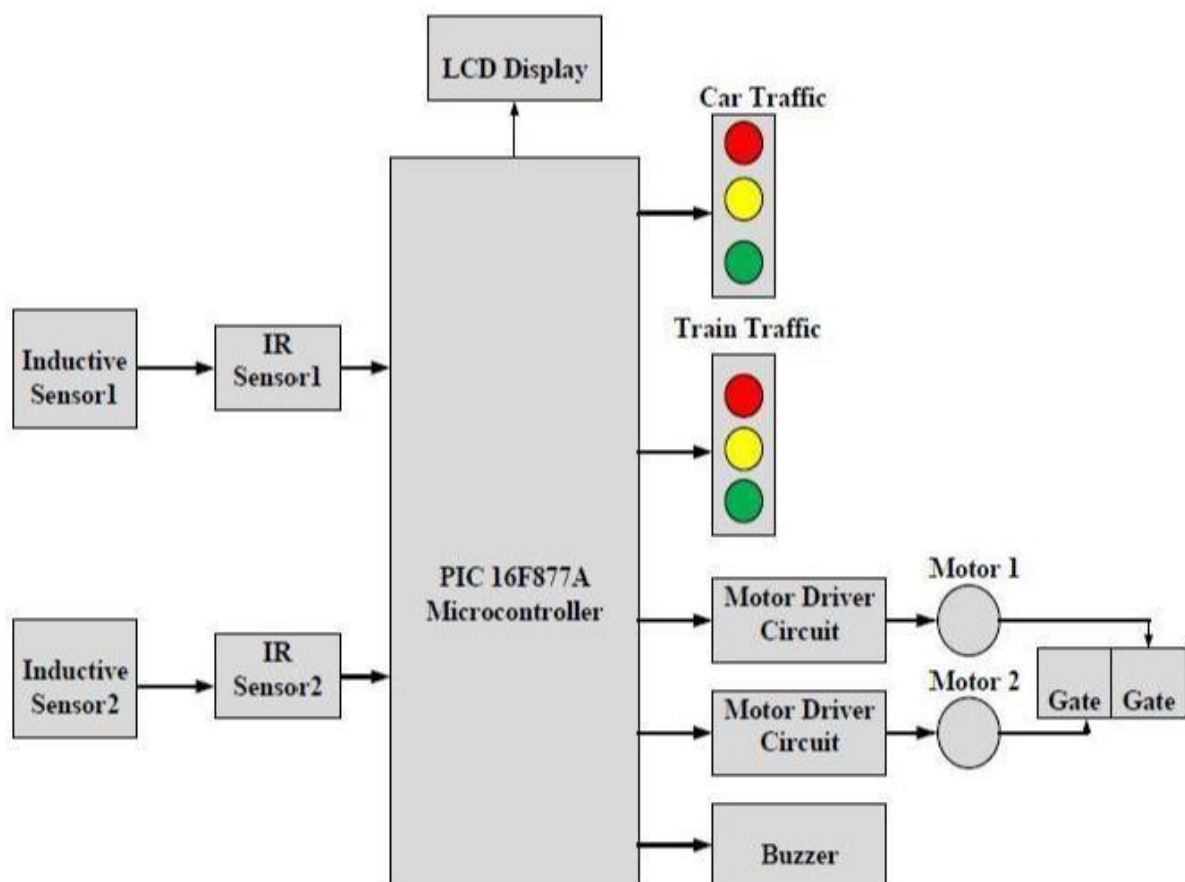 LCD Display
Car Traffic
Train Traffic
Inductive
Sensor1
IR
Sensor1
PIC 16F877A
Microcontroller
Inductive
Sensor2
IR
Sensor2
Motor Driver
Circuit
Motor 1
Motor Driver
Circuit
Motor 2
Gate
Gate
Buzzer